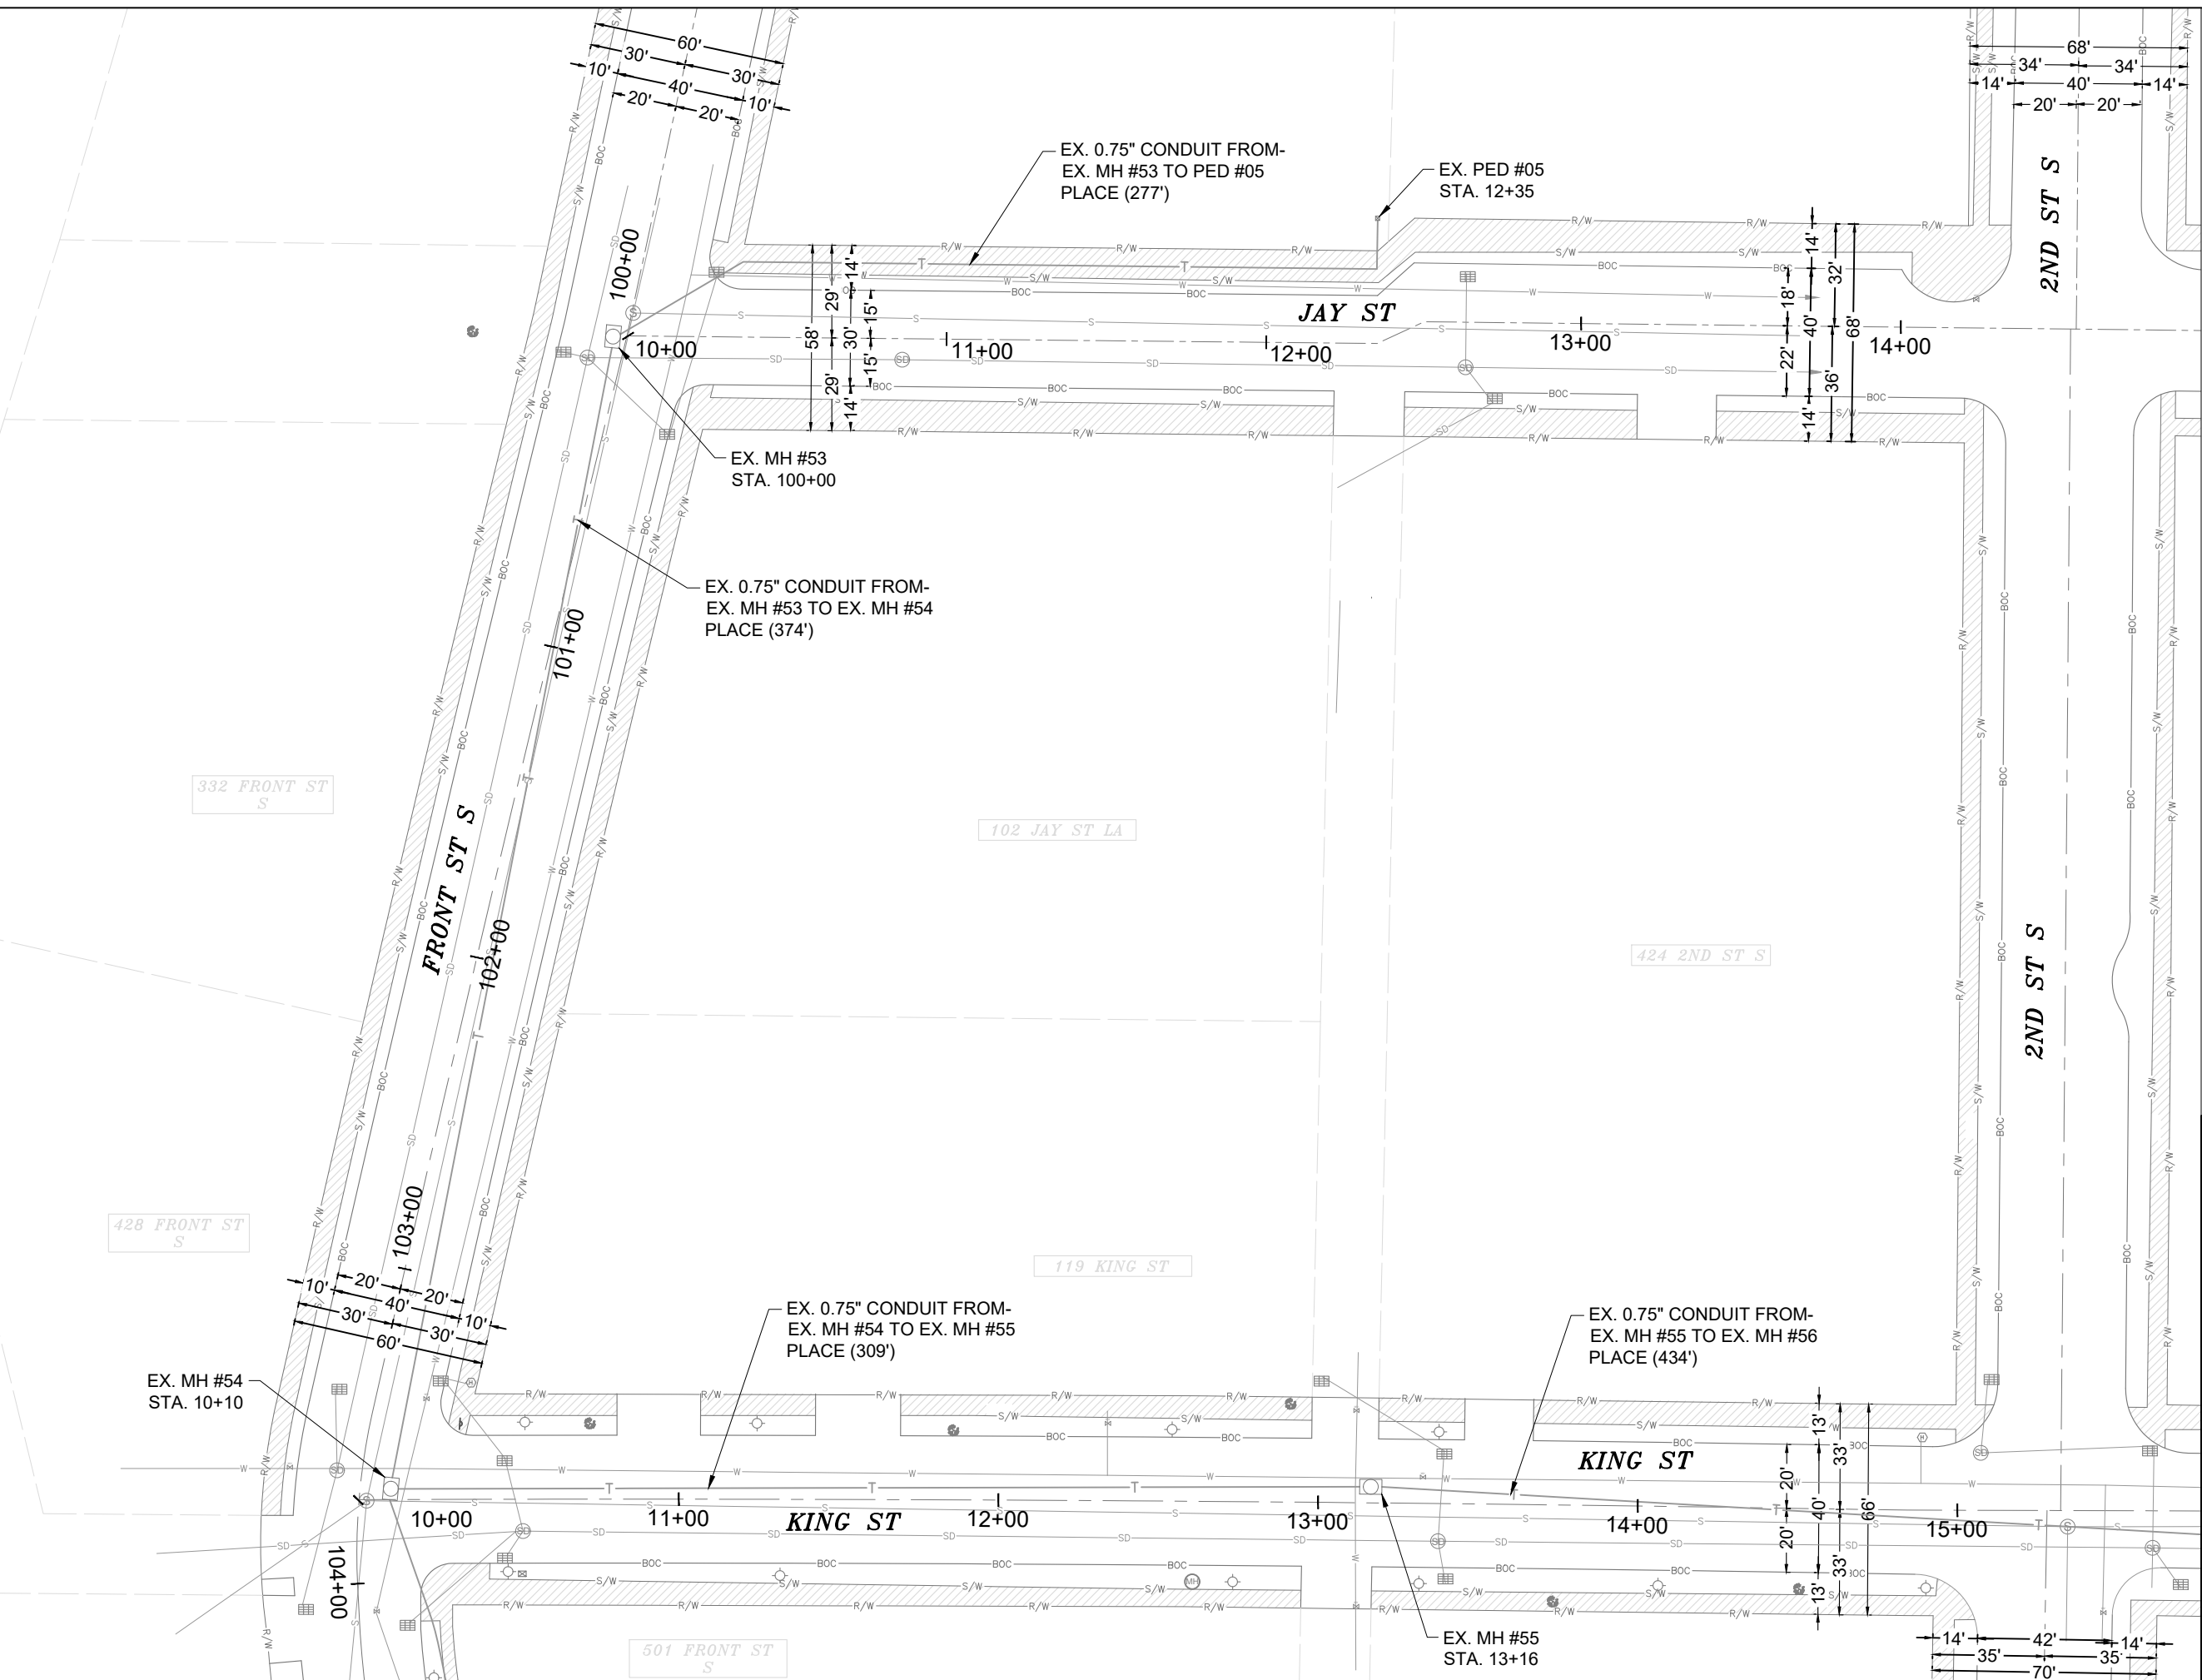 60'
30'
30'
10'
40'
10'
20'
20'
68'
34'
34'
14'
40'
14'
20'
20'
2ND ST S
EX. 0.75" CONDUIT FROM-
EX. MH #53 TO PED #05
PLACE (277')
EX. PED #05
STA. 12+35
100+00
JAY ST
10+00
11+00
12+00
13+00
14+00
58'
29'
29'
14'
30'
14'
15'
15'
18'
22'
14'
40'
14'
32'
36'
68'
EX. MH #53
STA. 100+00
EX. 0.75" CONDUIT FROM-
EX. MH #53 TO EX. MH #54
PLACE (374')
101+00
332 FRONT ST
S
FRONT ST S
102 JAY ST LA
102+00
424 2ND ST S
2ND ST S
428 FRONT ST
S
103+00
119 KING ST
10'
20'
20'
40'
10'
30'
30'
60'
EX. MH #54
STA. 10+10
EX. 0.75" CONDUIT FROM-
EX. MH #54 TO EX. MH #55
PLACE (309')
EX. 0.75" CONDUIT FROM-
EX. MH #55 TO EX. MH #56
PLACE (434')
KING ST
10+00
11+00
KING ST
12+00
13+00
14+00
15+00
20'
20'
13'
40'
13'
33'
33'
66'
104+00
EX. MH #55
STA. 13+16
501 FRONT ST
S
14'
42'
14'
35'
35'
70'
R/W
S/W
BOC
SD
W
S
T
MH